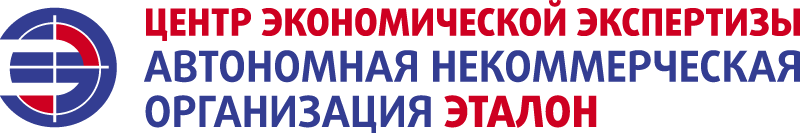 ЦЕНТР ЭКОНОМИЧЕСКОЙ ЭКСПЕРТИЗЫ
АВТОНОМНАЯ НЕКОММЕРЧЕСКАЯ
ОРГАНИЗАЦИЯ ЭТАЛОН